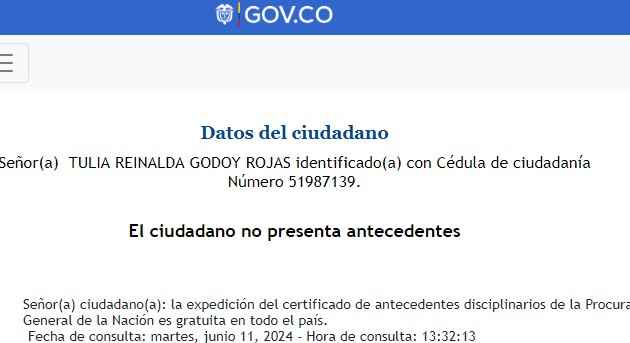 GOV.CO
Datos del ciudadano
Señor(a) TULIA REINALDA GODOY ROJAS identificado(a) con Cédula de ciudadanía
Número 51987139.
El ciudadano no presenta antecedentes
Señor(a) ciudadano(a): la expedición del certificado de antecedentes disciplinarios de la Procura
General de la Nación es gratuita en todo el país.
Fecha de consulta: martes, junio 11, 2024 - Hora de consulta: 13:32:13